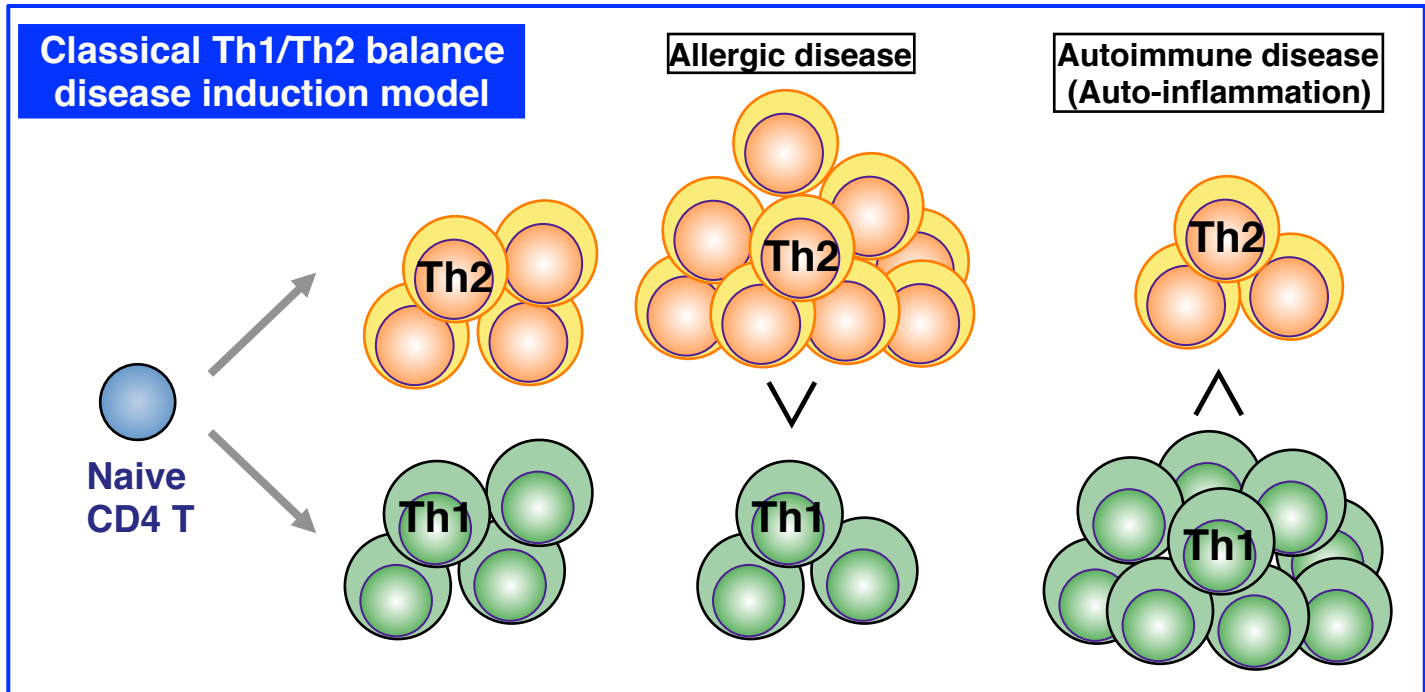 Classical Th1/Th2 balance
disease induction model
Allergic disease
Autoimmune disease
(Auto-inflammation)
Th2
Th2
Th2
Naive
CD4 T
Th1
Th1
Th1